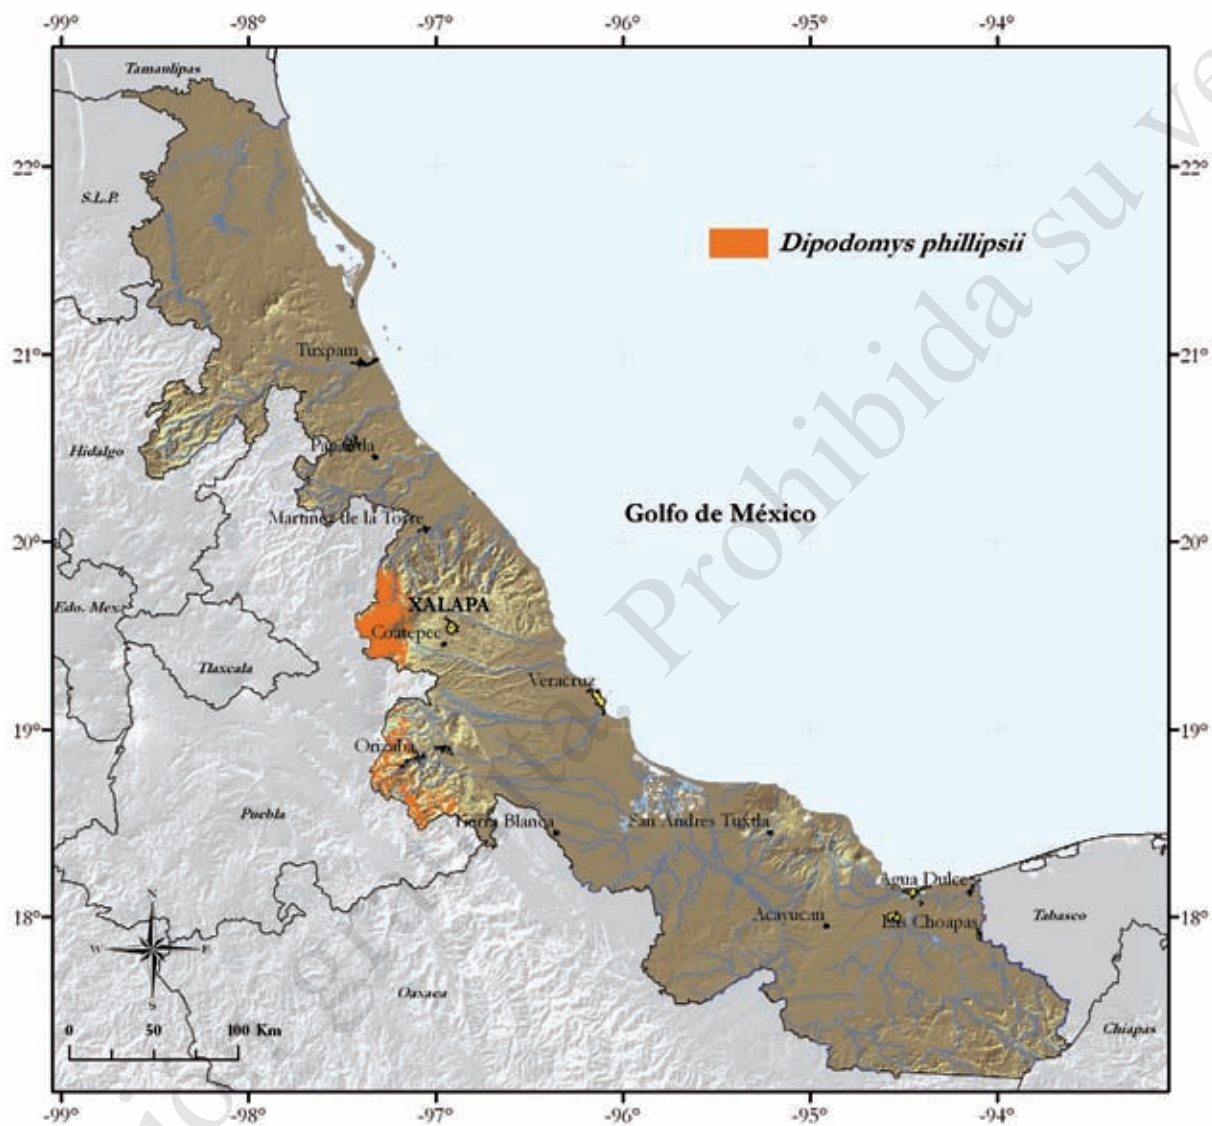 -99° -98° -97° -96° -95° -94°
Tamaulipas
22° 22°
S.L.P.
Dipodomys phillipsii
21° 21°
Tuxpam
Hidalgo
Papantla
Golfo de México
Martínez de la Torre
20° 20°
Edo. Mex.
XALAPA
Coatepec
Tlaxcala
Veracruz
19° 19°
Orizaba
Puebla
Tierra Blanca
San Andres Tuxtla
Agua Dulce
18° 18°
Acayucan
Las Choapas
Tabasco
N
W E
S
Oaxaca
Chiapas
0 50 100 Km
-99° -98° -97° -96° -95° -94°
Prohibida su